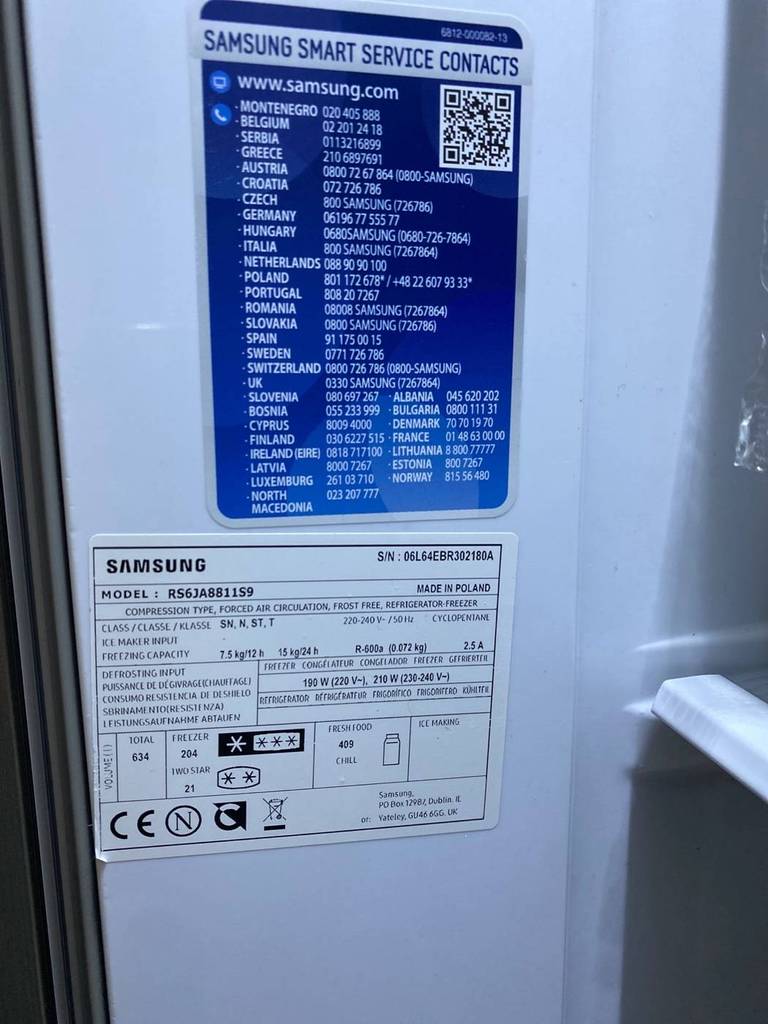 6812-000082-13
SAMSUNG SMART SERVICE CONTACTS
www.samsung.com
· MONTENEGRO 020 405 888
· BELGIUM 02 201 24 18
· SERBIA 0113216899
· GREECE 210 6897691
· AUSTRIA 0800 72 67 864 (0800-SAMSUNG)
· CROATIA 072 726 786
· CZECH 800 SAMSUNG (726786)
· GERMANY 06196 77 555 77
· HUNGARY 0680SAMSUNG (0680-726-7864)
· ITALIA 800 SAMSUNG (7267864)
· NETHERLANDS 088 90 90 100
· POLAND 801 172 678* / +48 22 607 93 33*
· PORTUGAL 808 20 7267
· ROMANIA 08008 SAMSUNG (7267864)
· SLOVAKIA 0800 SAMSUNG (726786)
· SPAIN 91 175 00 15
· SWEDEN 0771 726 786
· SWITZERLAND 0800 726 786 (0800-SAMSUNG)
· UK 0330 SAMSUNG (7267864)
· SLOVENIA 080 697 267 · ALBANIA 045 620 202
· BOSNIA 055 233 999 · BULGARIA 0800 111 31
· CYPRUS 8009 4000 · DENMARK 70 70 19 70
· FINLAND 030 6227 515 · FRANCE 01 48 63 00 00
· IRELAND (EIRE) 0818 717100 · LITHUANIA 8 800 77777
· LATVIA 8000 7267 · ESTONIA 800 7267
· LUXEMBURG 261 03 710 · NORWAY 815 56 480
· NORTH 023 207 777
MACEDONIA
SAMSUNG S/N : 06L64EBR302180A
MODEL : RS6JA8811S9 MADE IN POLAND
COMPRESSION TYPE, FORCED AIR CIRCULATION, FROST FREE, REFRIGERATOR-FREEZER
CLASS / CLASSE / KLASSE SN, N, ST, T 220-240 V~ / 50 Hz CYCLOPENTANE
ICE MAKER INPUT
FREEZING CAPACITY 7.5 kg/12 h 15 kg/24 h R-600a (0.072 kg) 2.5 A
DEFROSTING INPUT FREEZER CONGÉLATEUR CONGELADOR FREEZER GEFRIERTEIL
PUISSANCE DE DÉGIVRAGE(CHAUFFAGE) 190 W (220 V~), 210 W (230-240 V~)
CONSUMO RESISTENCIA DE DESHIELO
SBRINAMENTO(RESISTENZA) REFRIGERATOR RÉFRIGÉRATEUR FRIGORÍFICO FRIGORIFERO KÜHLTEIL
LEISTUNGSAUFNAHME ABTAUEN
VOLUME ( l ) TOTAL FREEZER FRESH FOOD ICE MAKING
634 204 409
TWO STAR CHILL
21
CE N
Samsung,
PO Box 12987, Dublin. IE
or: Yateley, GU46 6GG. UK